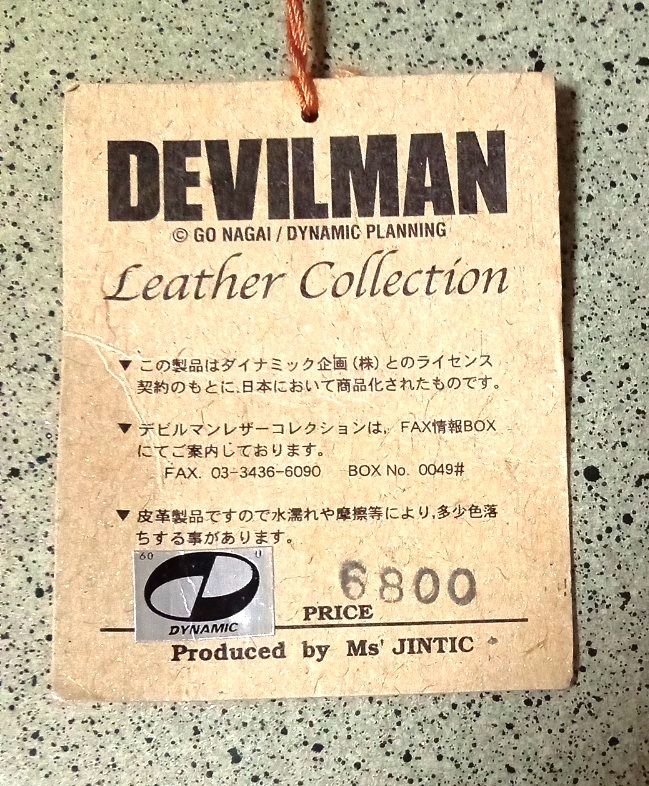 DEVILMAN
© GO NAGAI / DYNAMIC PLANNING
Leather Collection
▼ この製品はダイナミック企画(株)とのライセンス
契約のもとに,日本において商品化されたものです。
▼ デビルマンレザーコレクションは, FAX情報BOX
にてご案内しております。
FAX. 03-3436-6090 BOX No. 0049#
▼ 皮革製品ですので水濡れや摩擦等により,多少色落
ちする事があります。
60 U
DYNAMIC
PRICE 6800
Produced by Ms' JINTIC